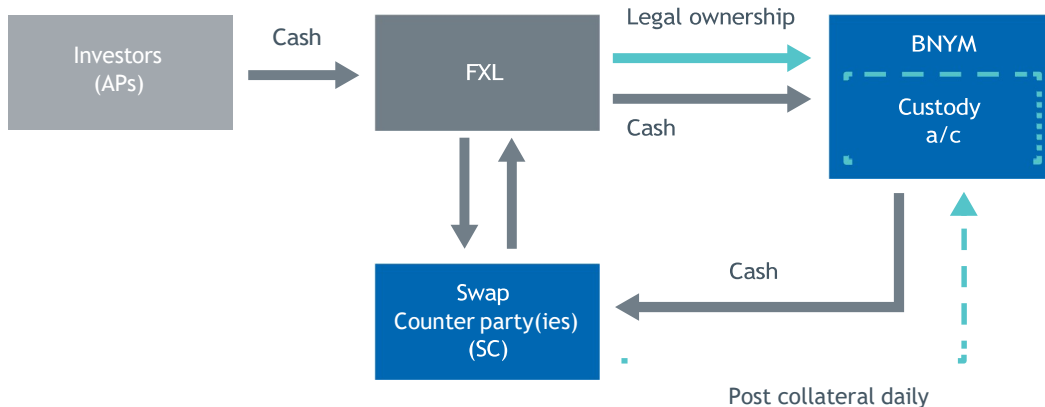 Legal ownership
Cash
Investors
(APs)
FXL
BNYM
Custody
a/c
Cash
Cash
Swap
Counter party(ies)
(SC)
Post collateral daily